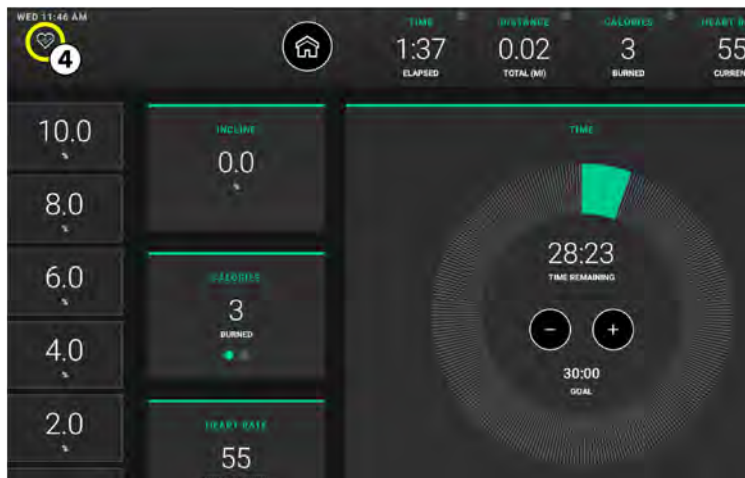 WED 11:46 AM
4
TIME
1:37
ELAPSED
DISTANCE
0.02
TOTAL (MI)
CALORIES
3
BURNED
HEART R
55
CURREN
10.0
%
8.0
%
6.0
%
4.0
%
2.0
%
INCLINE
0.0
%
CALORIES
3
BURNED
HEART RATE
55
TIME
28:23
TIME REMAINING
− +
30:00
GOAL